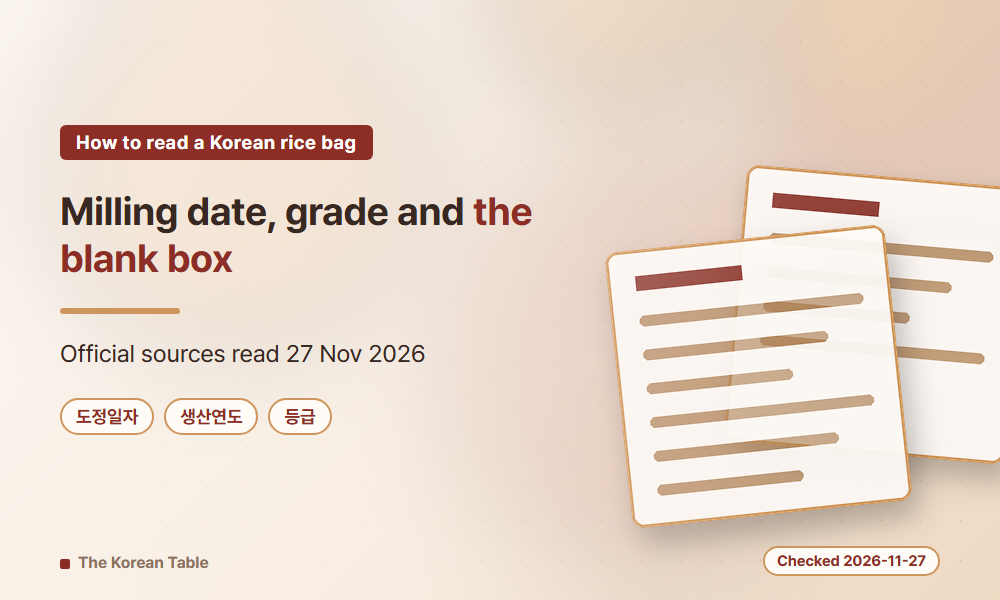 How to read a Korean rice bag
Milling date, grade and the
blank box
Official sources read 27 Nov 2026
도정일자 생산연도 등급
The Korean Table
Checked 2026-11-27